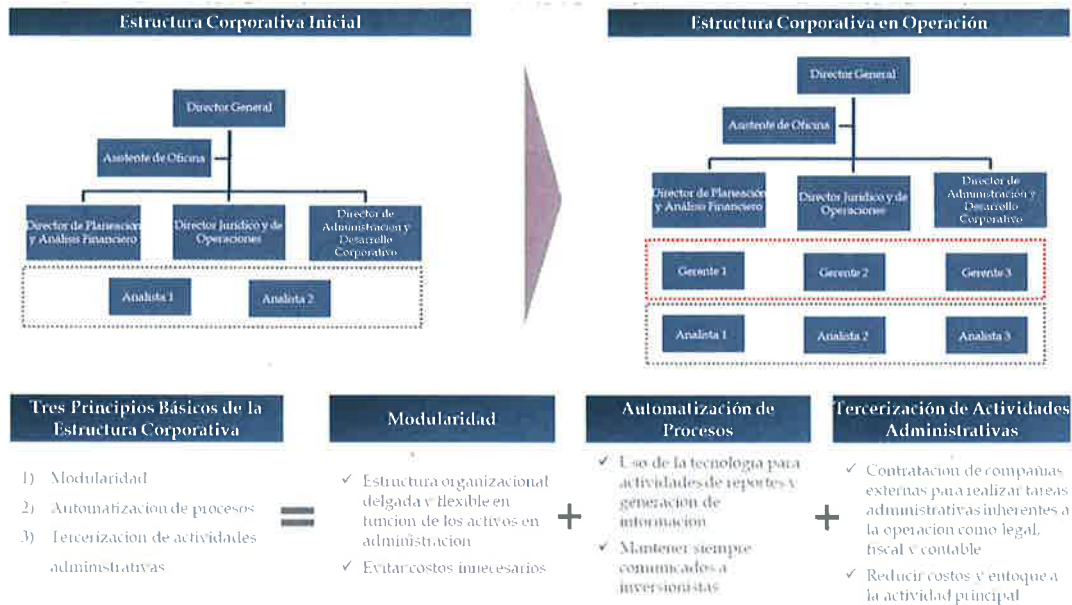 Estructura Corporativa Inicial
Director General
Asistente de Oficina
Director de Planeación
y Análisis Financiero
Director Jurídico y de
Operaciones
Director de
Administración y
Desarrollo
Corporativo
Analista 1
Analista 2
Estructura Corporativa en Operación
Director General
Asistente de Oficina
Director de Planeación
y Análisis Financiero
Director Jurídico y de
Operaciones
Director de
Administración y
Desarrollo
Corporativo
Gerente 1
Gerente 2
Gerente 3
Analista 1
Analista 2
Analista 3
Tres Principios Básicos de la
Estructura Corporativa
1) Modularidad
2) Automatización de procesos
3) Tercerización de actividades
administrativas
=
Modularidad
✓ Estructura organizacional
delgada y flexible en
función de los activos en
administración
✓ Evitar costos innecesarios
+
Automatización de
Procesos
✓ Uso de la tecnología para
actividades de reportes y
generación de
información
✓ Mantener siempre
comunicados a
inversionistas
+
Tercerización de Actividades
Administrativas
✓ Contratación de compañías
externas para realizar tareas
administrativas inherentes a
la operación como legal,
fiscal y contable
✓ Reducir costos y enfoque a
la actividad principal